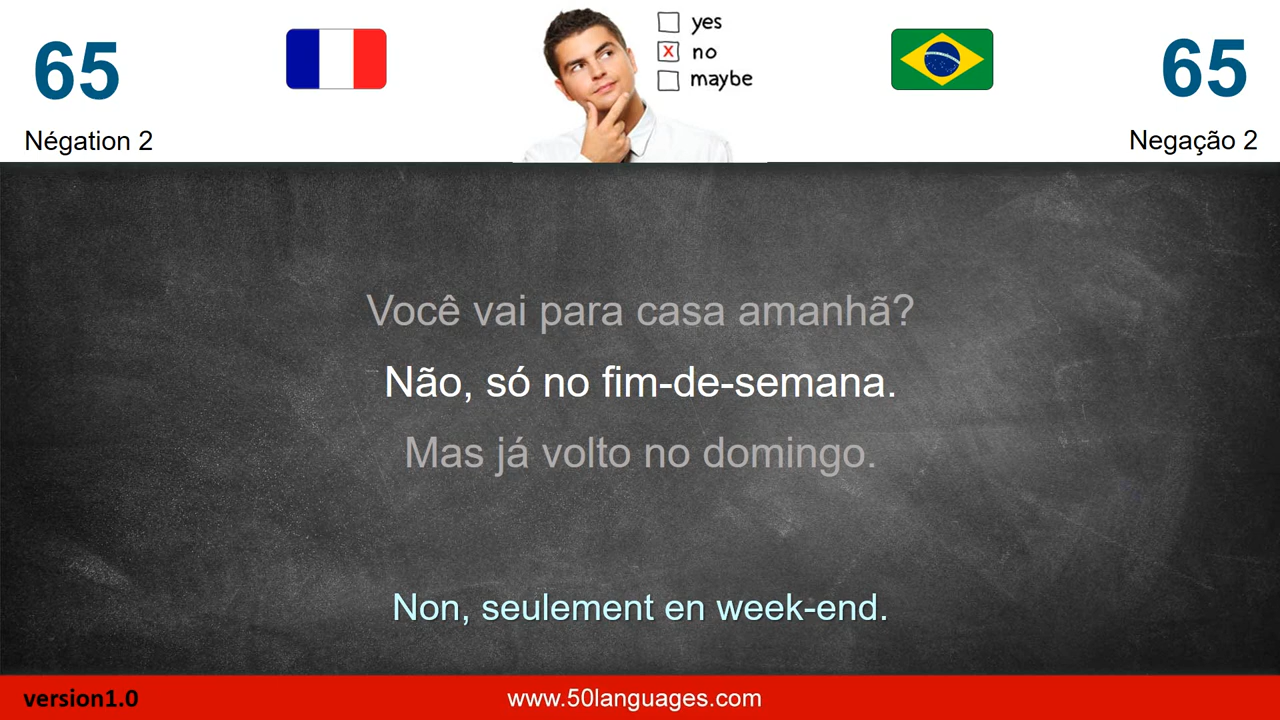 65
yes
no
maybe
65
Négation 2
Negação 2
Você vai para casa amanhã?
Não, só no fim-de-semana.
Mas já volto no domingo.
Non, seulement en week-end.
version1.0
www.50languages.com